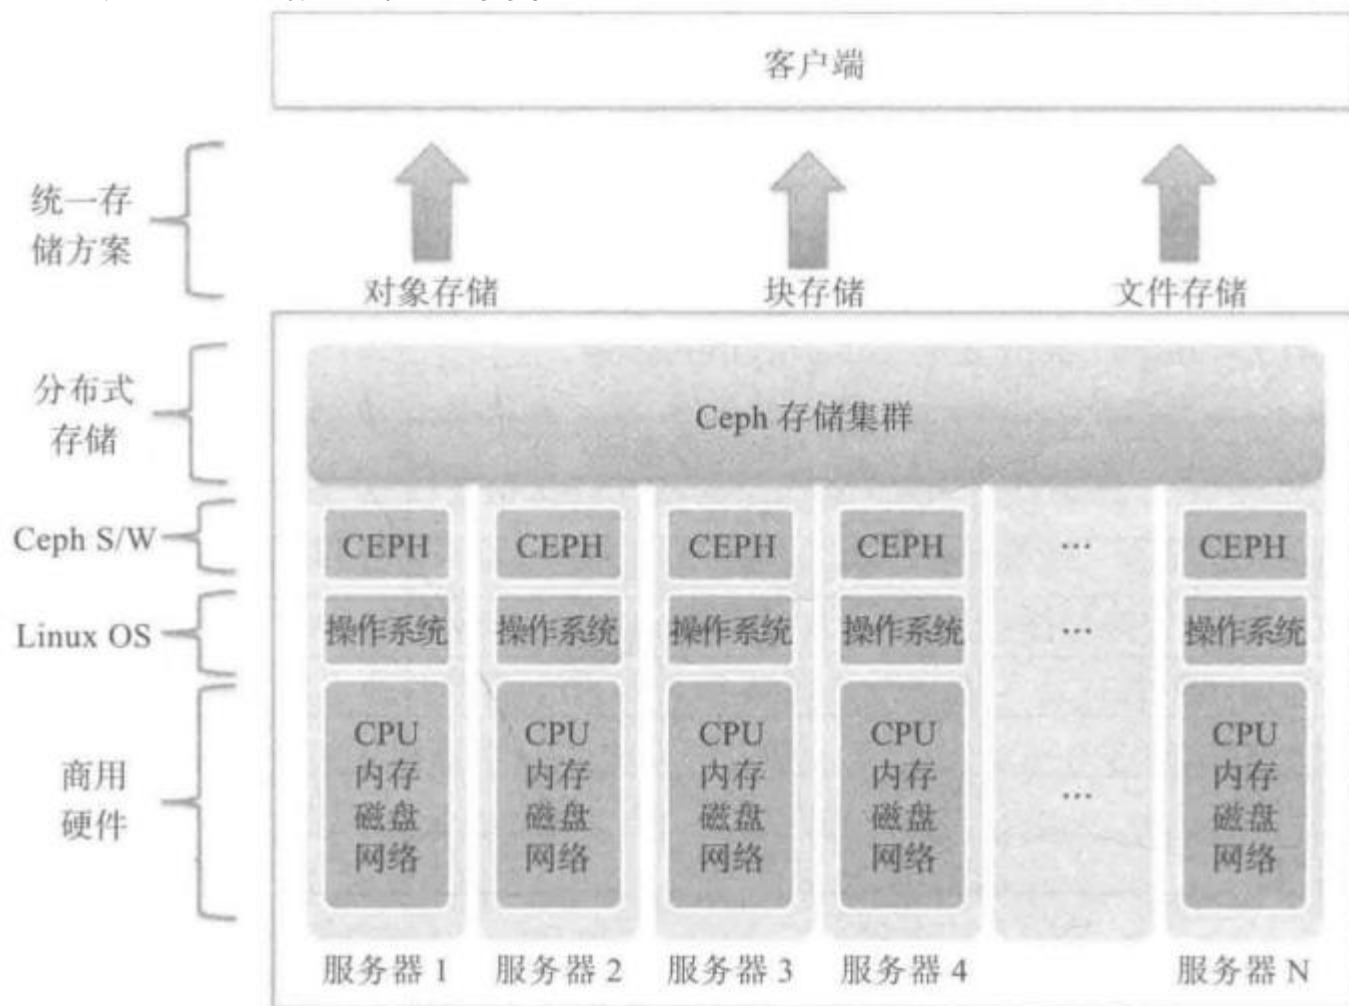 客户端
统一存
储方案
对象存储 块存储 文件存储
分布式
存储
Ceph 存储集群
Ceph S/W
CEPH CEPH CEPH CEPH ... CEPH
Linux OS
操作系统 操作系统 操作系统 操作系统 ... 操作系统
商用
硬件
CPU CPU CPU CPU CPU
内存 内存 内存 内存 内存
...
磁盘 磁盘 磁盘 磁盘 磁盘
网络 网络 网络 网络 网络
服务器 1 服务器 2 服务器 3 服务器 4 服务器 N